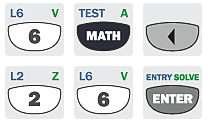 L6 V TEST A
6 MATH
L2 Z L6 V ENTRY SOLVE
2 6 ENTER